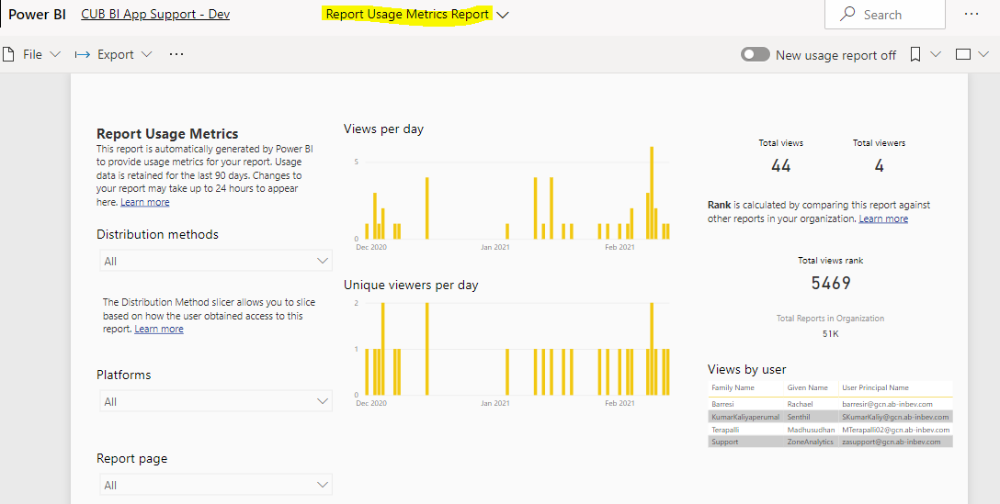 Power BI CUB BI App Support - Dev Report Usage Metrics Report Search
File Export New usage report off
Report Usage Metrics
This report is automatically generated by Power BI
to provide usage metrics for your report. Usage
data is retained for the last 90 days. Changes to
your report may take up to 24 hours to appear
here. Learn more
Distribution methods
All
The Distribution Method slicer allows you to slice
based on how the user obtained access to this
report. Learn more
Platforms
All
Report page
All
Views per day
5
0
Dec 2020 Jan 2021 Feb 2021
Unique viewers per day
2
1
0
Dec 2020 Jan 2021 Feb 2021
Total views Total viewers
44 4
Rank is calculated by comparing this report against
other reports in your organization. Learn more
Total views rank
5469
Total Reports in Organization
51K
Views by user
Family Name Given Name User Principal Name
Barresi Rachael barresir@gcn.ab-inbev.com
KumarKaliyaperumal Senthil SKumarKaliy@gcn.ab-inbev.com
Terapalli Madhusudhan MTerapalli02@gcn.ab-inbev.com
Support ZoneAnalytics zasupport@gcn.ab-inbev.com